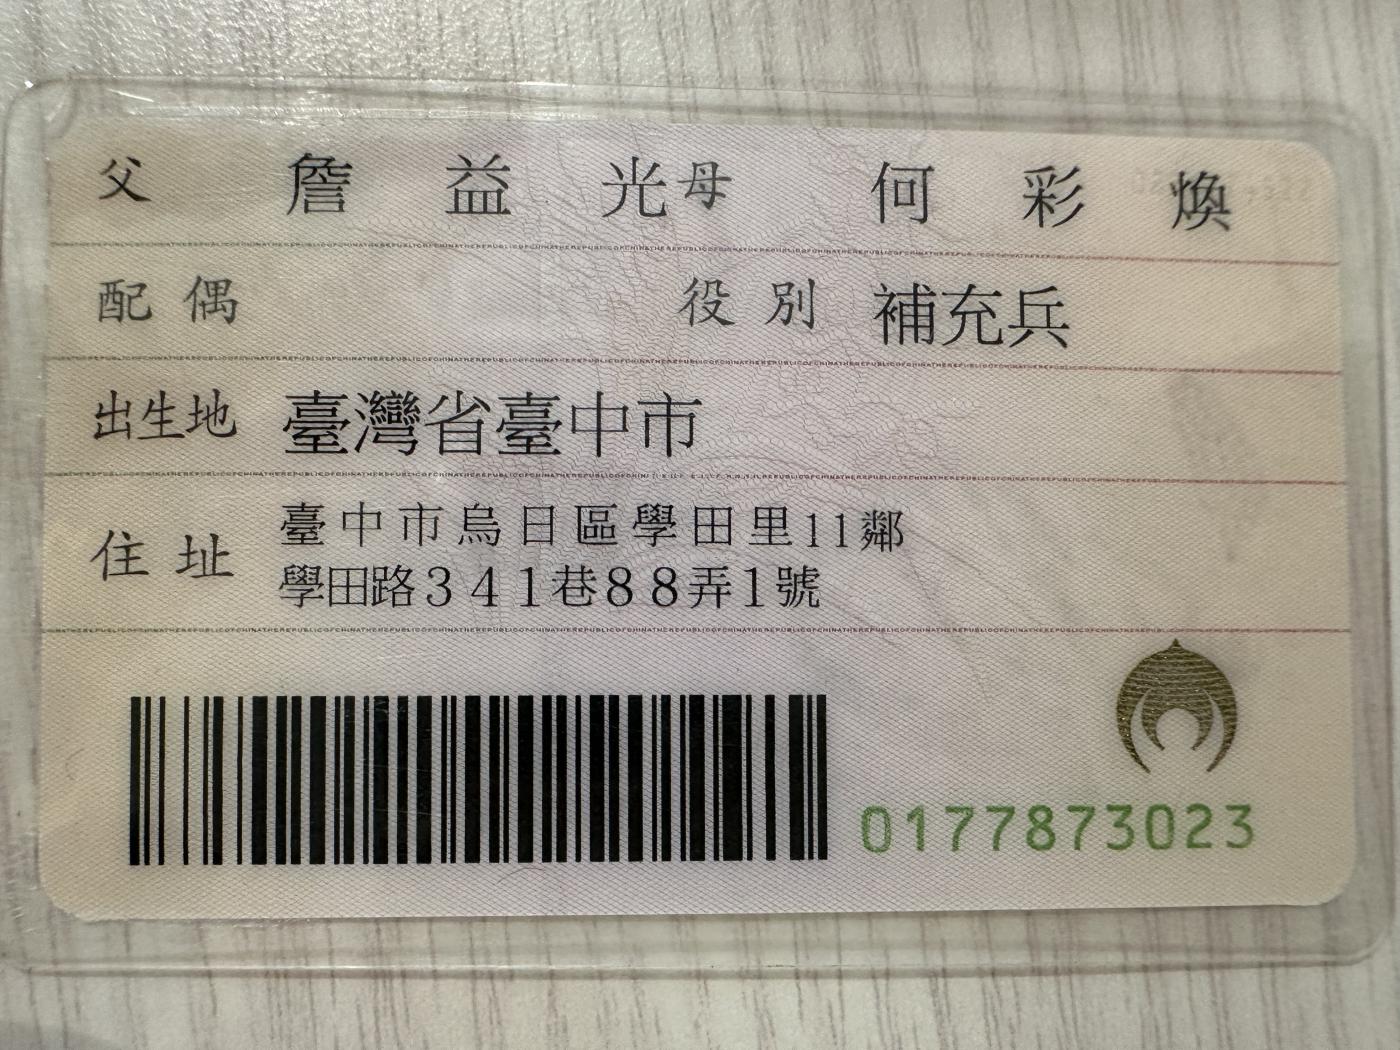 父 詹益光 母 何彩煥
配偶 役別 補充兵
出生地 臺灣省臺中市
住址 臺中市烏日區學田里11鄰
學田路341巷88弄1號
0177873023